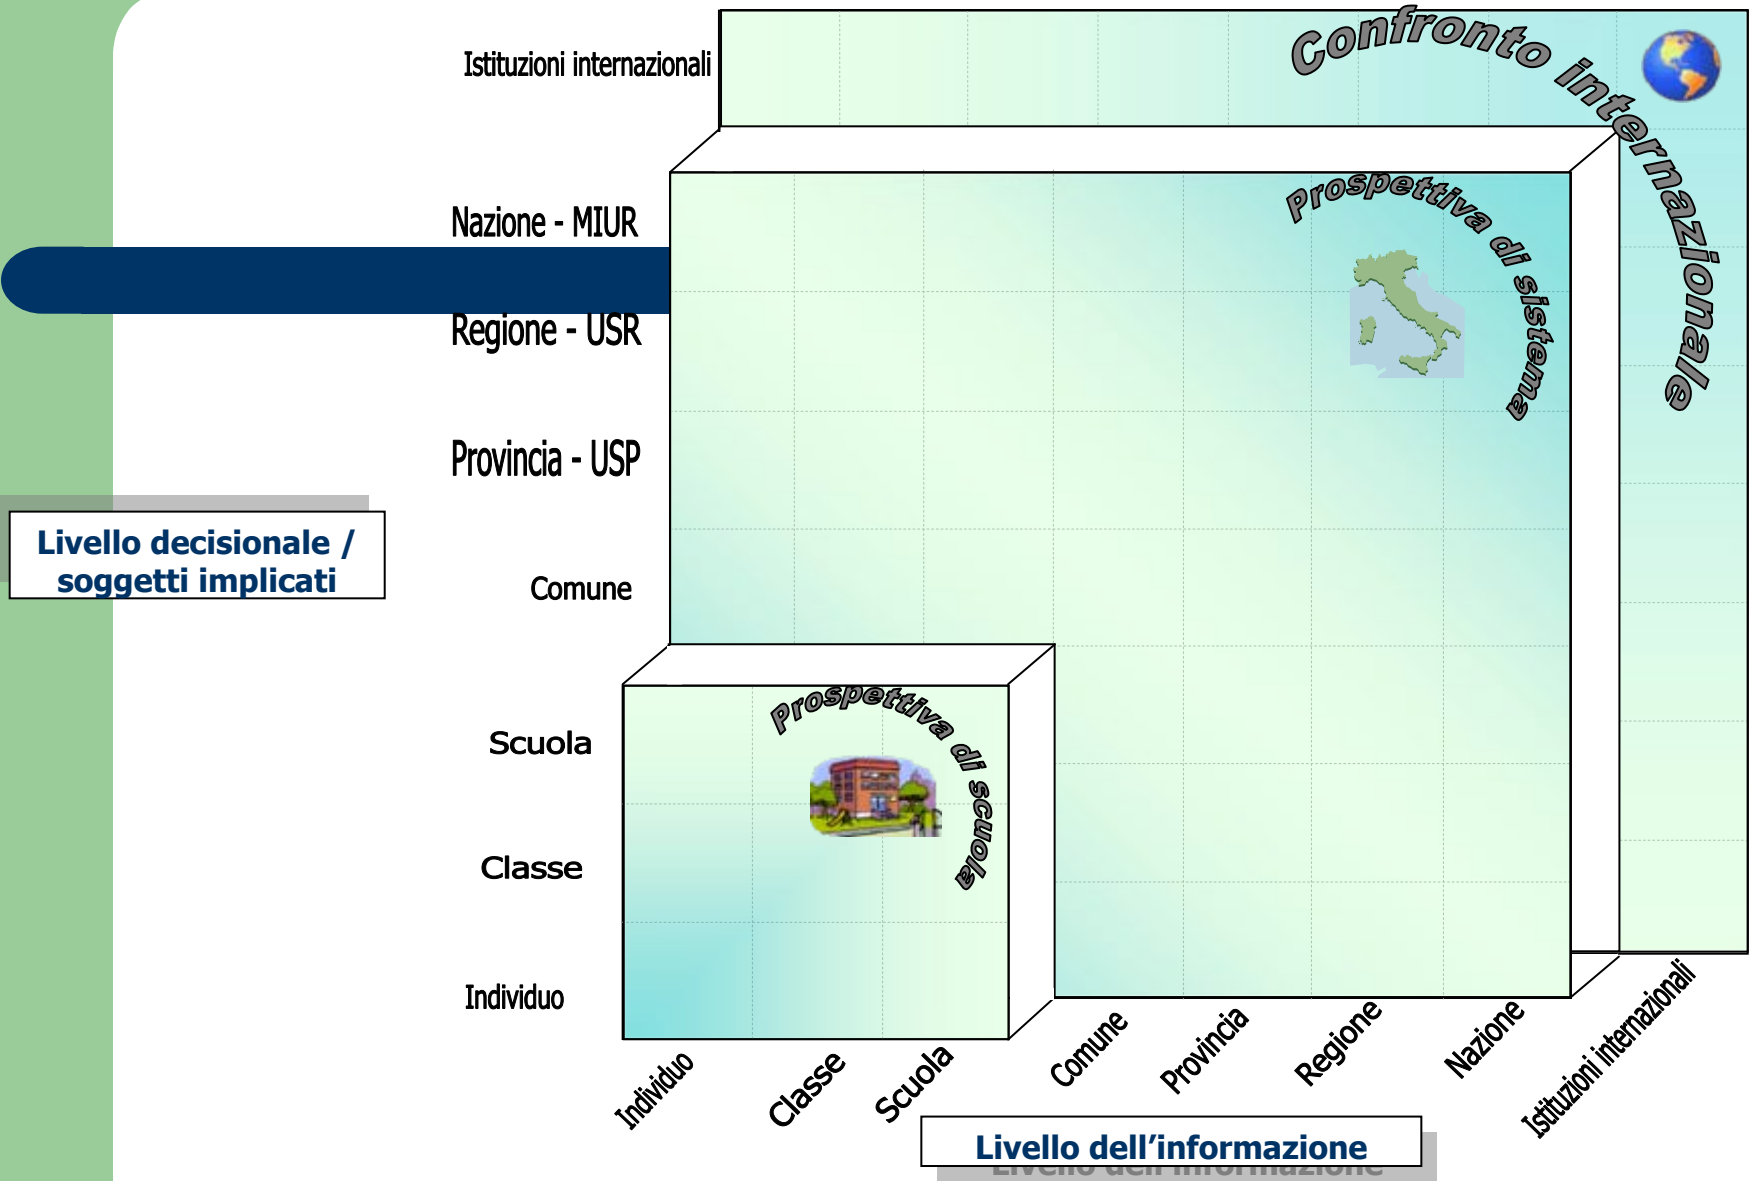 Istituzioni internazionali
Confronto internazionale
Nazione - MIUR
Prospettiva di sistema
Regione - USR
Provincia - USP
Livello decisionale /
soggetti implicati
Comune
Scuola
Prospettiva di scuola
Classe
Individuo
Individuo
Classe
Scuola
Comune
Provincia
Regione
Nazione
Istituzioni internazionali
Livello dell'informazione